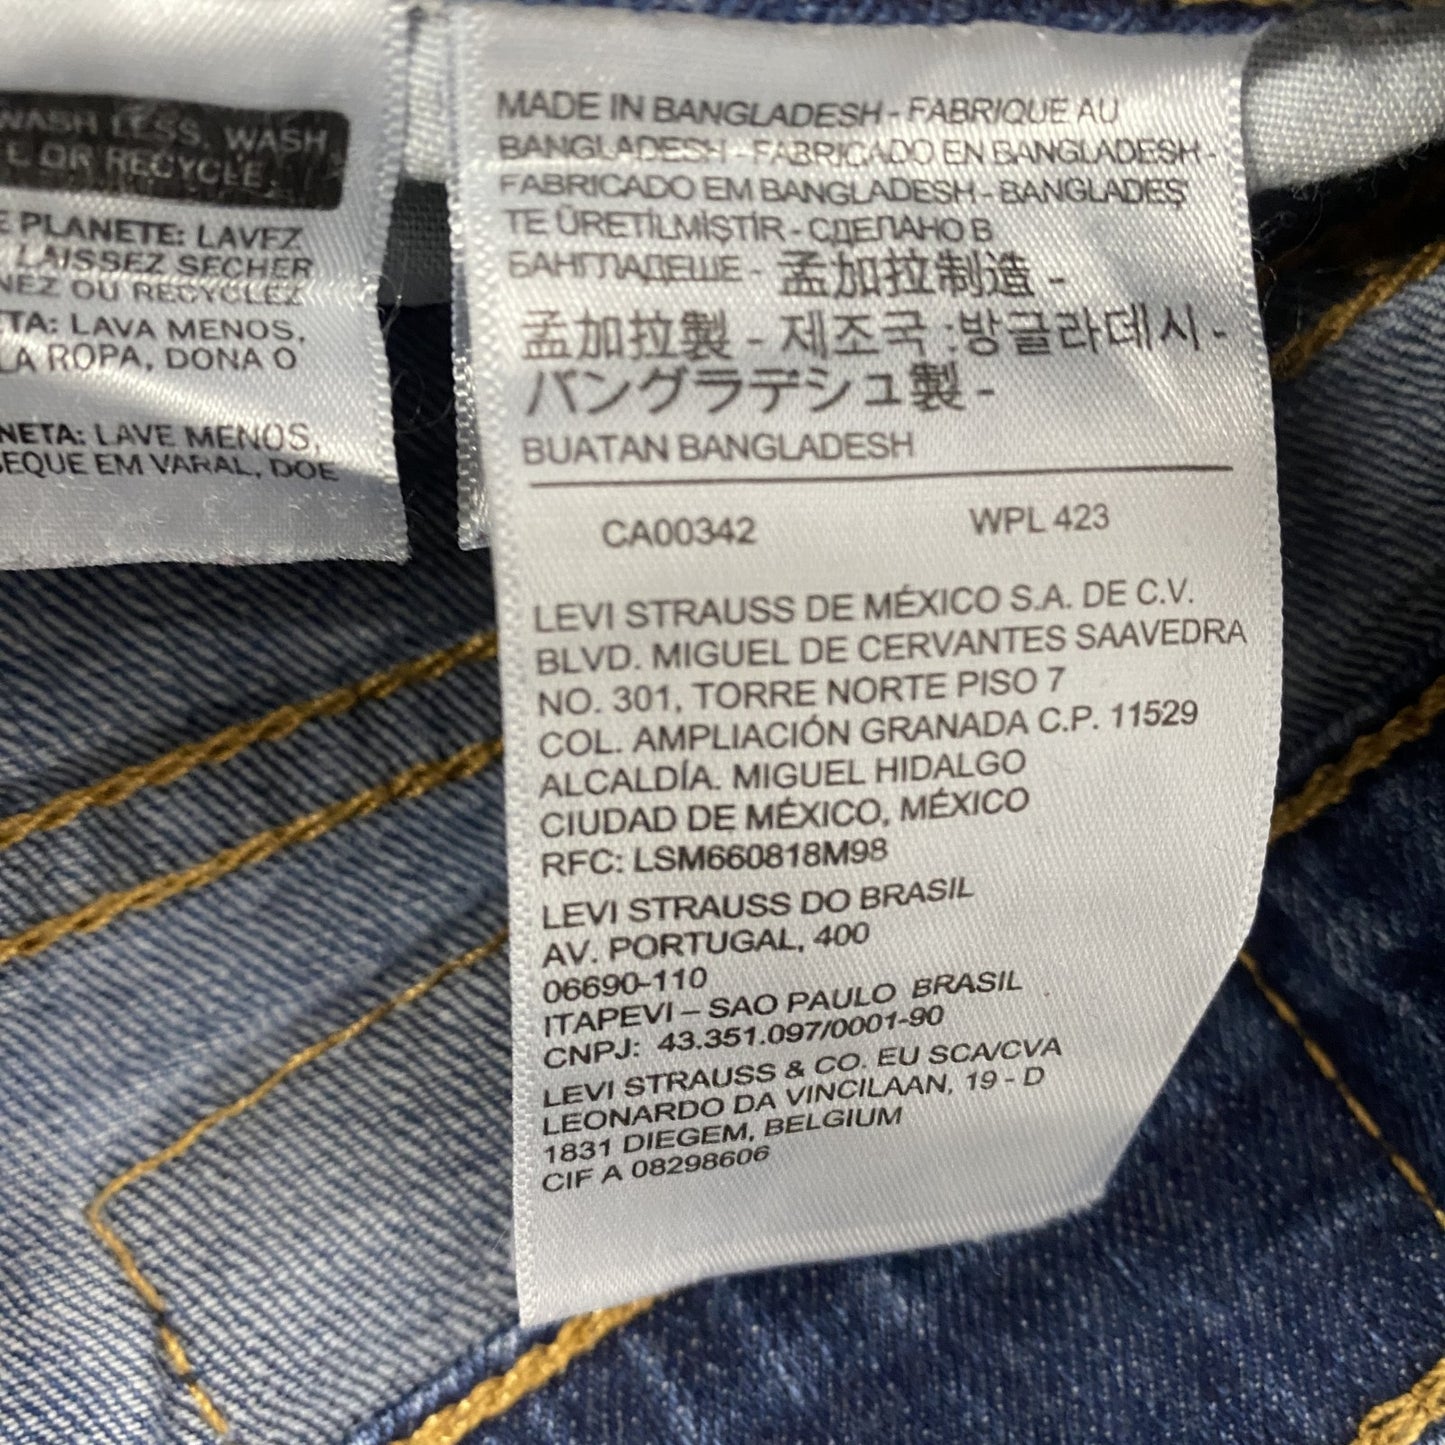 WASH LESS, WASH
OR RECYCLE
PLANETE: LAVEZ
LAISSEZ SECHER
NEZ OU RECYCLEZ
TA: LAVA MENOS,
LA ROPA, DONA O
NETA: LAVE MENOS,
SEQUE EM VARAL, DOE
MADE IN BANGLADESH - FABRIQUE AU
BANGLADESH - FABRICADO EN BANGLADESH -
FABRICADO EM BANGLADESH - BANGLADEŞ'
TE ÜRETİLMİŞTİR - СДЕЛАНО В
БАНГЛАДЕШЕ - 孟加拉制造 -
孟加拉製 - 제조국 :방글라데시 -
バングラデシュ製 -
BUATAN BANGLADESH
CA00342 WPL 423
LEVI STRAUSS DE MÉXICO S.A. DE C.V.
BLVD. MIGUEL DE CERVANTES SAAVEDRA
NO. 301, TORRE NORTE PISO 7
COL. AMPLIACIÓN GRANADA C.P. 11529
ALCALDÍA. MIGUEL HIDALGO
CIUDAD DE MÉXICO, MÉXICO
RFC: LSM660818M98
LEVI STRAUSS DO BRASIL
AV. PORTUGAL, 400
06690-110
ITAPEVI – SAO PAULO BRASIL
CNPJ: 43.351.097/0001-90
LEVI STRAUSS & CO. EU SCA/CVA
LEONARDO DA VINCILAAN, 19 - D
1831 DIEGEM, BELGIUM
CIF A 08298606